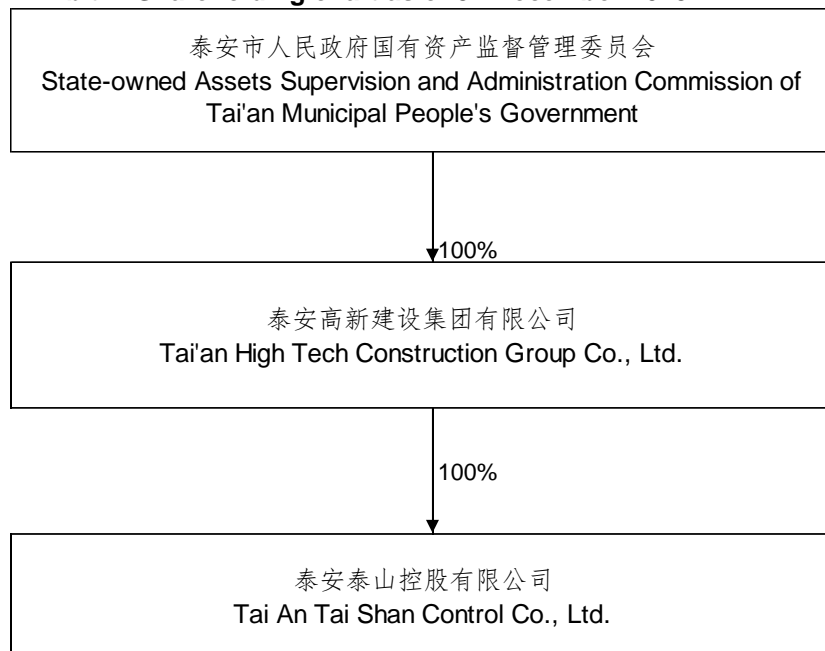 泰安市人民政府国有资产监督管理委员会
State-owned Assets Supervision and Administration Commission of
Tai'an Municipal People's Government
100%
泰安高新建设集团有限公司
Tai'an High Tech Construction Group Co., Ltd.
100%
泰安泰山控股有限公司
Tai An Tai Shan Control Co., Ltd.